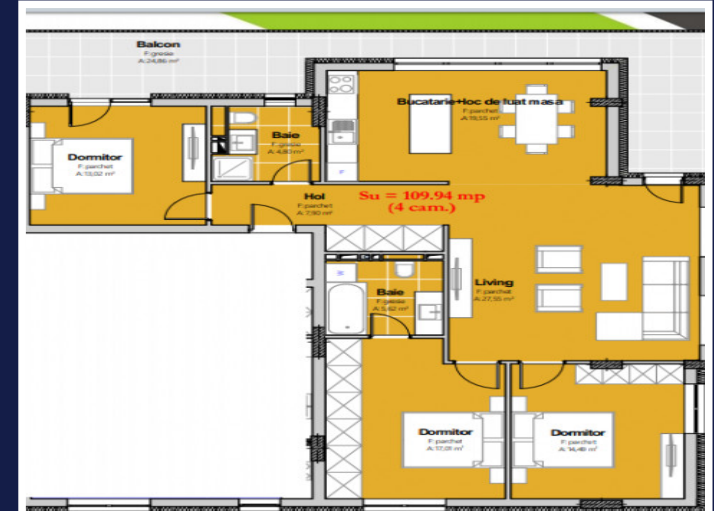 Balcon
F:gresie
A:24,86 m²
Bucatarie+loc de luat masa
F:parchet
A:19,55 m²
Baie
F:gresie
A:4,80 m²
Dormitor
F:parchet
A:13,02 m²
Hol
F:parchet
A:7,90 m²
Su = 109.94 mp
(4 cam.)
Living
F:parchet
A:27,55 m²
Baie
F:gresie
A:5,62 m²
Dormitor
F:parchet
A:17,01 m²
Dormitor
F:parchet
A:14,49 m²